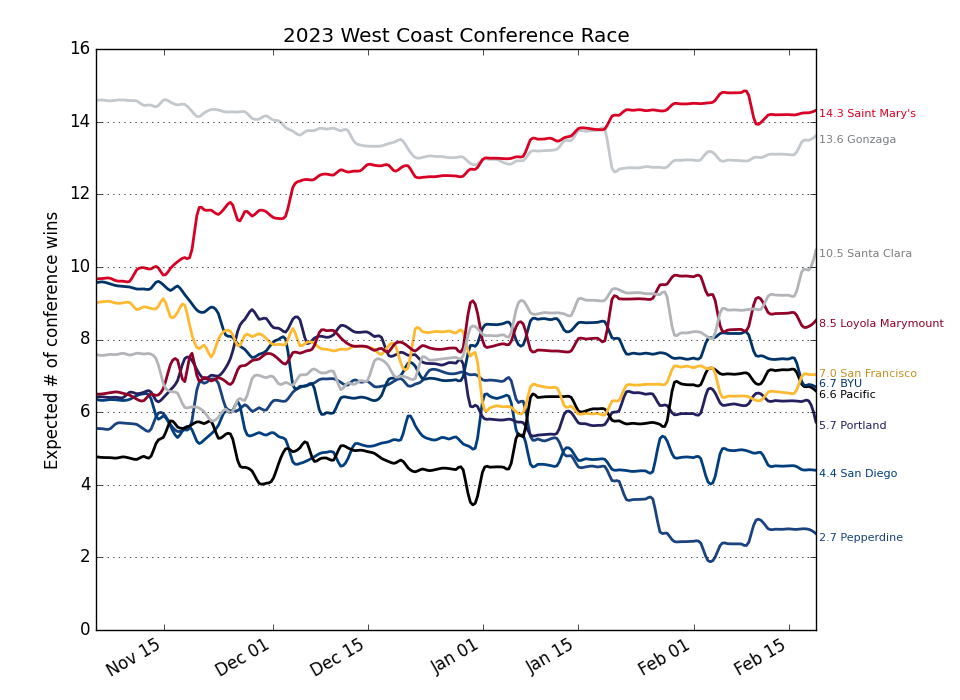 2023 West Coast Conference Race
Expected # of conference wins
16
14
12
10
8
6
4
2
0
Nov 15
Dec 01
Dec 15
Jan 01
Jan 15
Feb 01
Feb 15
14.3 Saint Mary's
13.6 Gonzaga
10.5 Santa Clara
8.5 Loyola Marymount
7.0 San Francisco
6.7 BYU
6.6 Pacific
5.7 Portland
4.4 San Diego
2.7 Pepperdine